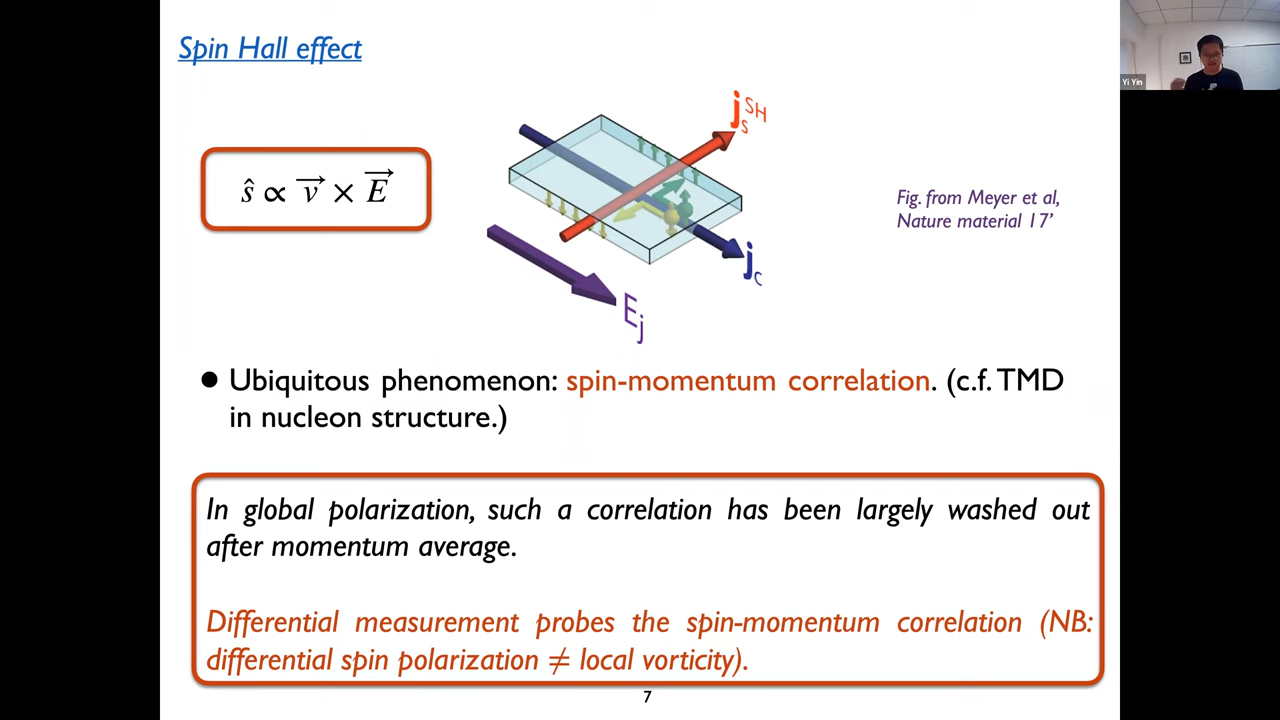 Spin Hall effect
Yi Yin
j_s^SH
ŝ ∝ v⃗ × E⃗
Fig. from Meyer et al,
Nature material 17’
j_c
E_j
● Ubiquitous phenomenon: spin-momentum correlation. (c.f. TMD
in nucleon structure.)
In global polarization, such a correlation has been largely washed out
after momentum average.
Differential measurement probes the spin-momentum correlation (NB:
differential spin polarization ≠ local vorticity).
7